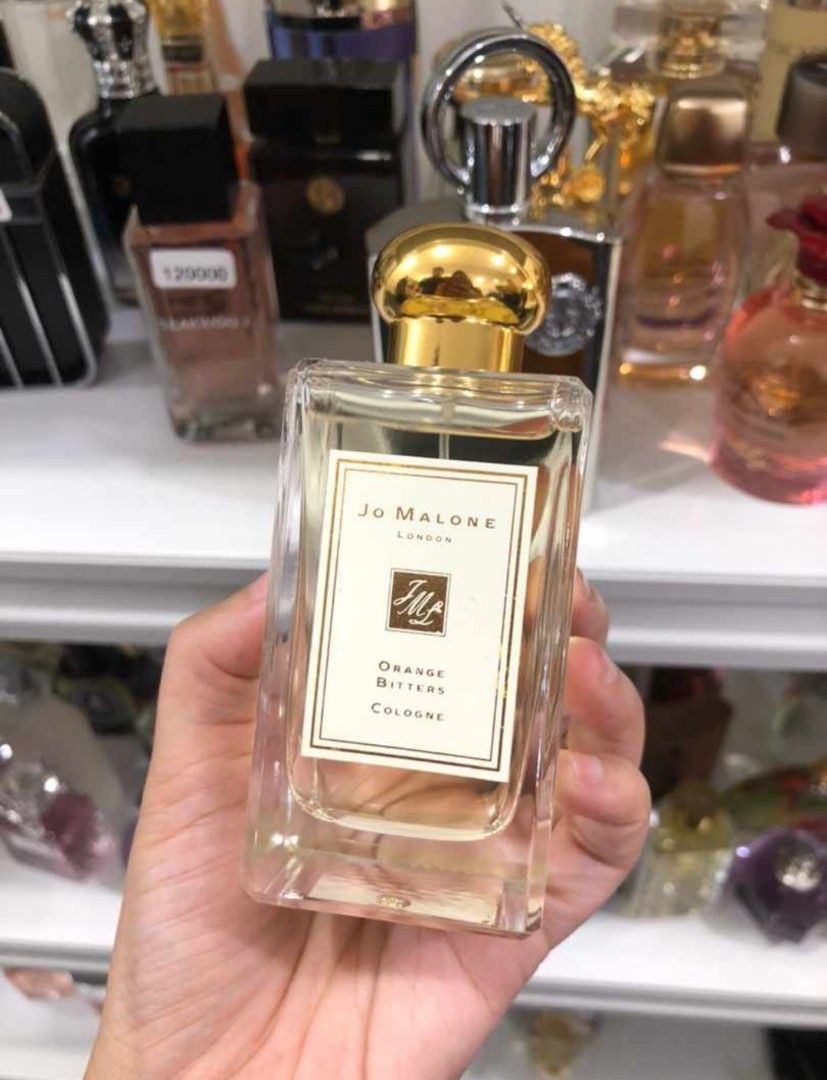 120000
Jo Malone
London
JML
Orange
Bitters
Cologne